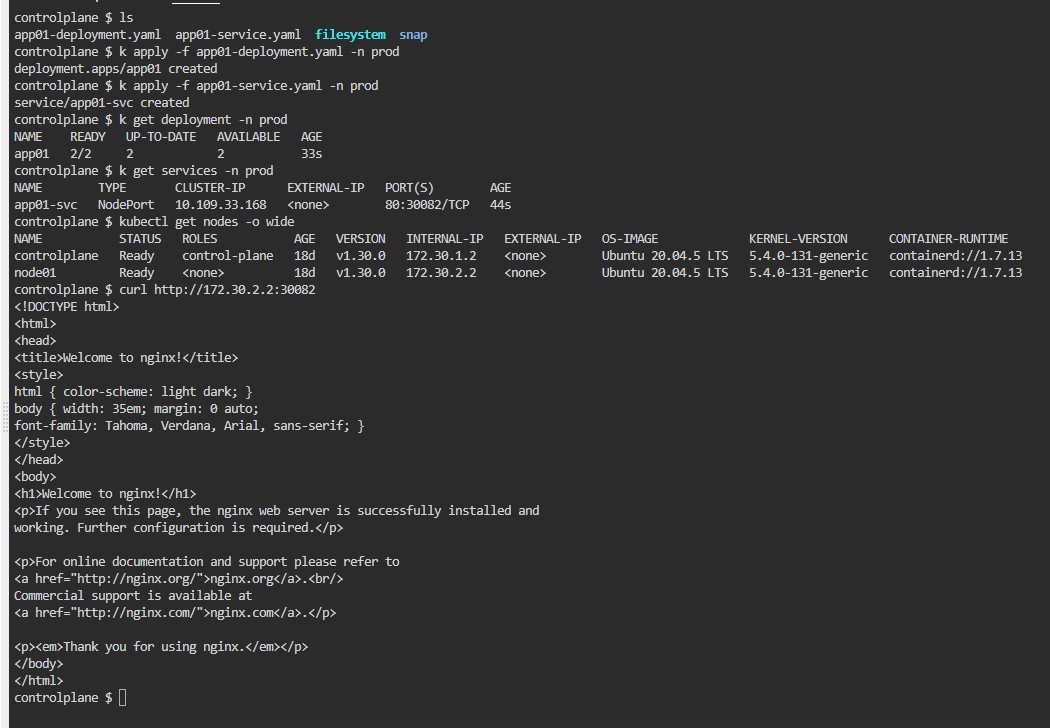 controlplane $ ls
app01-deployment.yaml  app01-service.yaml  filesystem  snap
controlplane $ k apply -f app01-deployment.yaml -n prod
deployment.apps/app01 created
controlplane $ k apply -f app01-service.yaml -n prod
service/app01-svc created
controlplane $ k get deployment -n prod
NAME    READY   UP-TO-DATE   AVAILABLE   AGE
app01   2/2     2            2           33s
controlplane $ k get services -n prod
NAME        TYPE       CLUSTER-IP      EXTERNAL-IP   PORT(S)        AGE
app01-svc   NodePort   10.109.33.168   <none>        80:30082/TCP   44s
controlplane $ kubectl get nodes -o wide
NAME           STATUS   ROLES           AGE   VERSION   INTERNAL-IP   EXTERNAL-IP   OS-IMAGE             KERNEL-VERSION      CONTAINER-RUNTIME
controlplane   Ready    control-plane   18d   v1.30.0   172.30.1.2    <none>        Ubuntu 20.04.5 LTS   5.4.0-131-generic   containerd://1.7.13
node01         Ready    <none>          18d   v1.30.0   172.30.2.2    <none>        Ubuntu 20.04.5 LTS   5.4.0-131-generic   containerd://1.7.13
controlplane $ curl http://172.30.2.2:30082
<!DOCTYPE html>
<html>
<head>
<title>Welcome to nginx!</title>
<style>
html { color-scheme: light dark; }
body { width: 35em; margin: 0 auto;
font-family: Tahoma, Verdana, Arial, sans-serif; }
</style>
</head>
<body>
<h1>Welcome to nginx!</h1>
<p>If you see this page, the nginx web server is successfully installed and
working. Further configuration is required.</p>

<p>For online documentation and support please refer to
<a href="http://nginx.org/">nginx.org</a>.<br/>
Commercial support is available at
<a href="http://nginx.com/">nginx.com</a>.</p>

<p><em>Thank you for using nginx.</em></p>
</body>
</html>
controlplane $